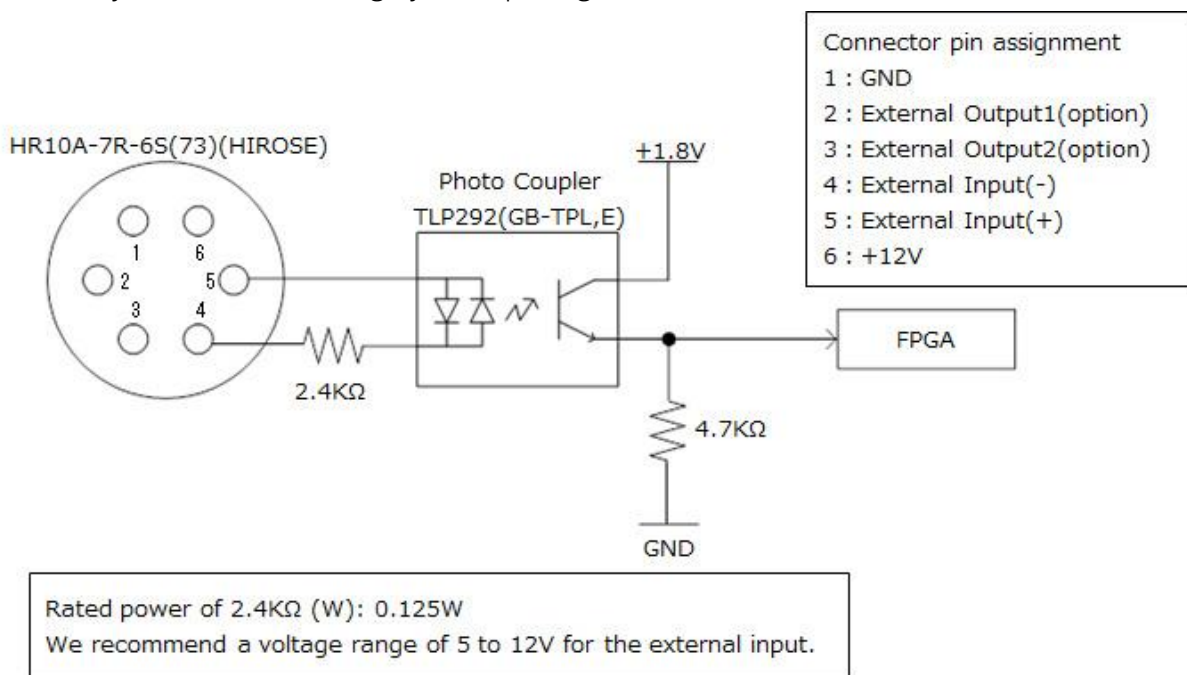 Connector pin assignment
1 : GND
2 : External Output1(option)
3 : External Output2(option)
4 : External Input(-)
5 : External Input(+)
6 : +12V
HR10A-7R-6S(73)(HIROSE)
+1.8V
Photo Coupler
TLP292(GB-TPL,E)
1
6
2
5
3
4
FPGA
2.4KΩ
4.7KΩ
GND
Rated power of 2.4KΩ (W): 0.125W
We recommend a voltage range of 5 to 12V for the external input.